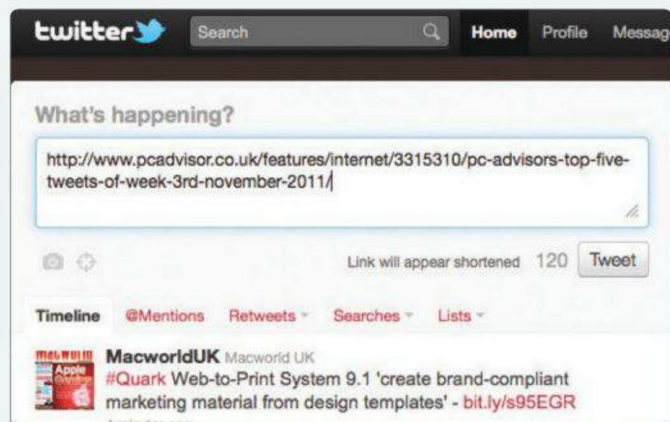 twitter
Search
Home Profile Messag
What's happening?
http://www.pcadvisor.co.uk/features/internet/3315310/pc-advisors-top-five-
tweets-of-week-3rd-november-2011/
Link will appear shortened 120 Tweet
Timeline @Mentions Retweets Searches Lists
MacworldUK Macworld UK
#Quark Web-to-Print System 9.1 'create brand-compliant
marketing material from design templates' - bit.ly/s95EGR